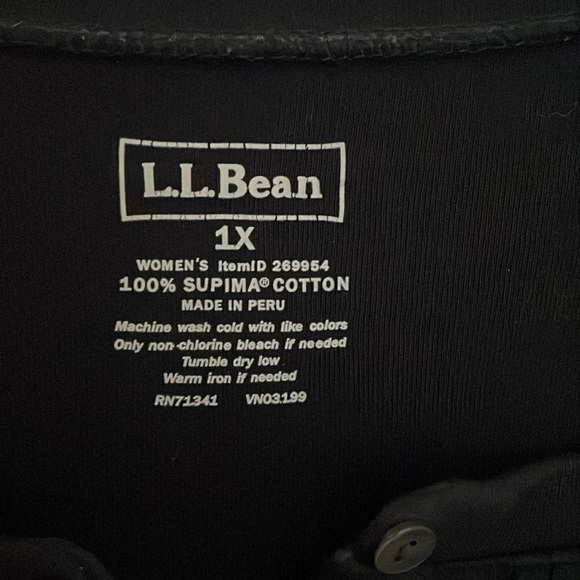 L.L.Bean
1X
WOMEN'S ItemID 269954
100% SUPIMA® COTTON
MADE IN PERU
Machine wash cold with like colors
Only non-chlorine bleach if needed
Tumble dry low
Warm iron if needed
RN71341 VN03199